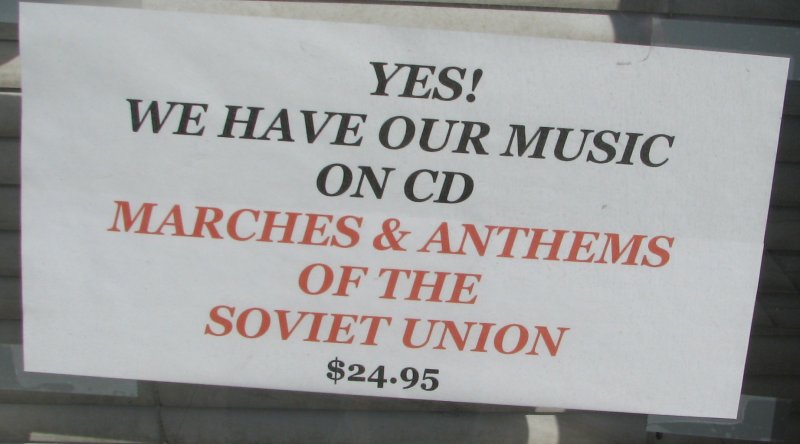 YES!
WE HAVE OUR MUSIC
ON CD
MARCHES & ANTHEMS
OF THE
SOVIET UNION
$24.95